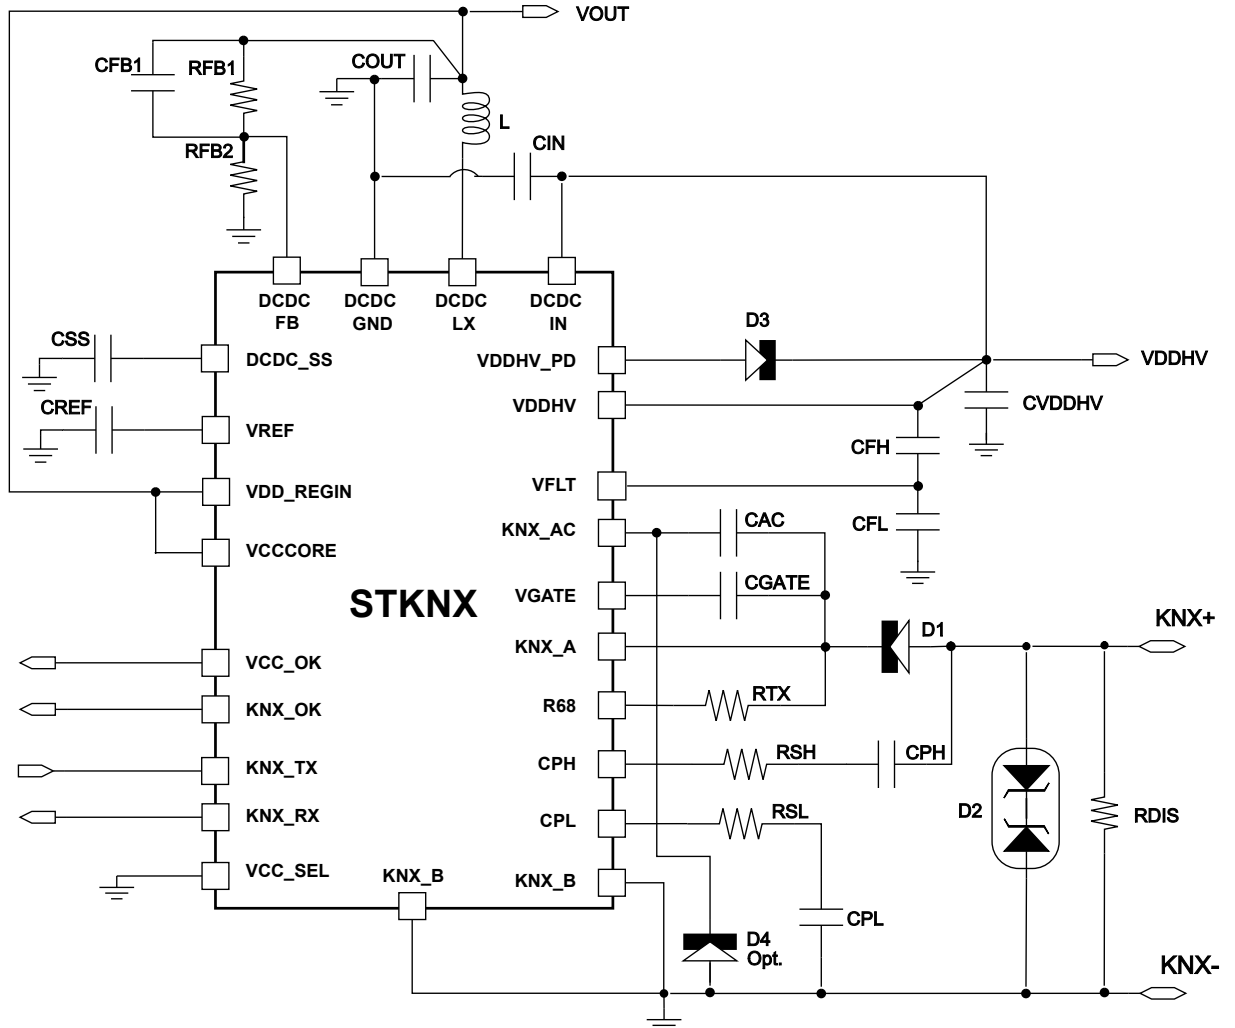 VOUT
COUT
CFB1
RFB1
L
CIN
RFB2
DCDC
FB
DCDC
GND
DCDC
LX
DCDC
IN
D3
CSS
DCDC_SS
VDDHV_PD
VDDHV
CREF
VREF
VDDHV
CVDDHV
CFH
VDD_REGIN
VFLT
CFL
VCCCORE
KNX_AC
CAC
STKNX
VGATE
CGATE
KNX+
D1
KNX_A
VCC_OK
KNX_OK
R68
RTX
KNX_TX
CPH
RSH
CPH
KNX_RX
CPL
RSL
D2
RDIS
VCC_SEL
KNX_B
KNX_B
CPL
D4
Opt.
KNX-